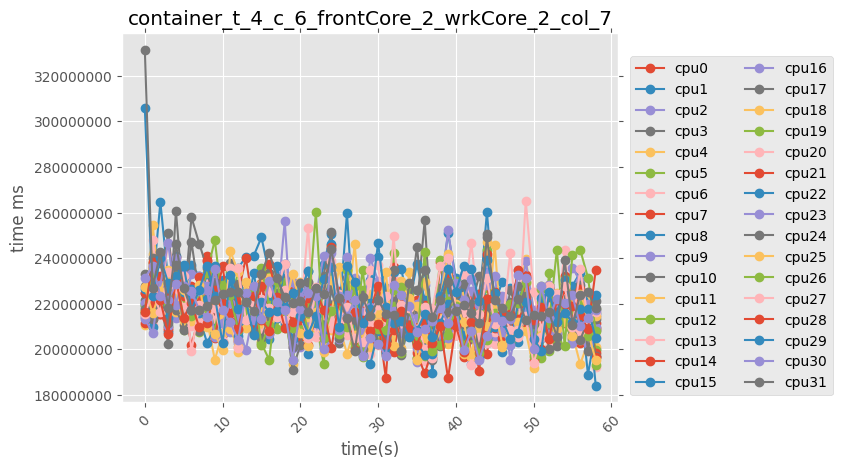 container_t_4_c_6_frontCore_2_wrkCore_2_col_7
time ms
320000000
300000000
280000000
260000000
240000000
220000000
200000000
180000000
0
10
20
30
40
50
60
time(s)
cpu0
cpu1
cpu2
cpu3
cpu4
cpu5
cpu6
cpu7
cpu8
cpu9
cpu10
cpu11
cpu12
cpu13
cpu14
cpu15
cpu16
cpu17
cpu18
cpu19
cpu20
cpu21
cpu22
cpu23
cpu24
cpu25
cpu26
cpu27
cpu28
cpu29
cpu30
cpu31